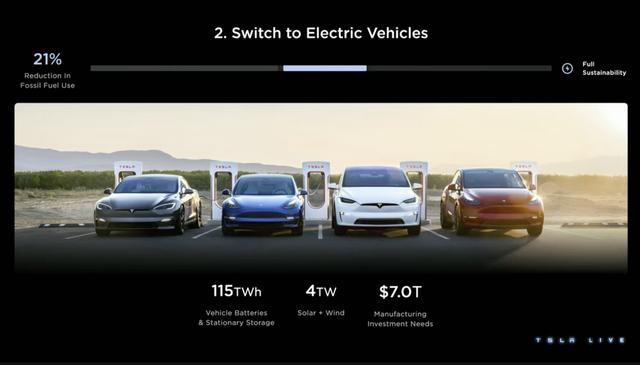 2. Switch to Electric Vehicles
21%
Reduction In
Fossil Fuel Use
Full
Sustainability
TESLA TESLA TESLA TESLA TESLA
115TWh
Vehicle Batteries
& Stationary Storage
4TW
Solar + Wind
$7.0T
Manufacturing
Investment Needs
TSLA LIVE